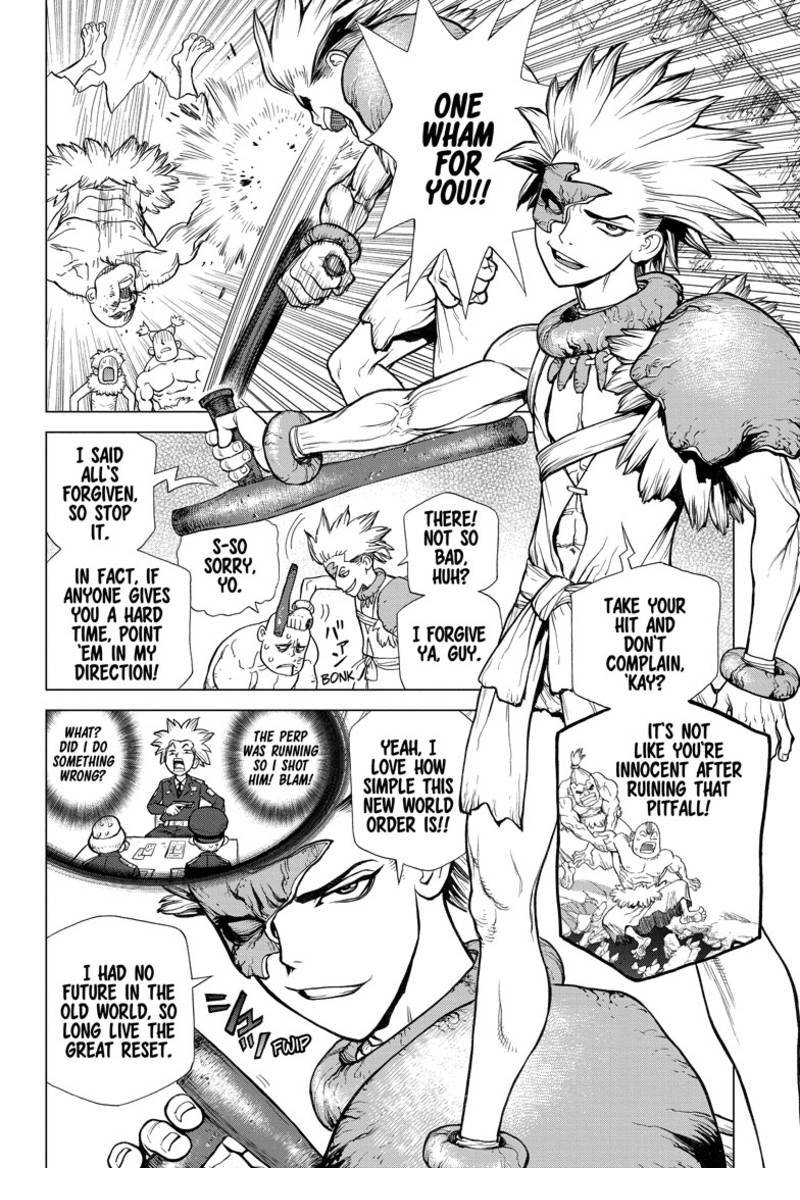 ONE
WHAM
FOR
YOU!!
TAKE YOUR
HIT AND
DON'T
COMPLAIN,
'KAY?
IT'S NOT
LIKE YOU'RE
INNOCENT AFTER
RUINING THAT
PITFALL!
THERE!
NOT SO
BAD,
HUH?
I FORGIVE
YA, GUY.
バァン
BONK
S-SO
SORRY,
YO.
I SAID
ALL'S
FORGIVEN,
SO STOP
IT.
IN FACT, IF
ANYONE GIVES
YOU A HARD
TIME, POINT
'EM IN MY
DIRECTION!
YEAH, I
LOVE HOW
SIMPLE THIS
NEW WORLD
ORDER IS!!
THE PERP
WAS RUNNING
SO I SHOT
HIM! BLAM!
WHAT?
DID I DO
SOMETHING
WRONG?
I HAD NO
FUTURE IN THE
OLD WORLD, SO
LONG LIVE THE
GREAT RESET.
FWIP